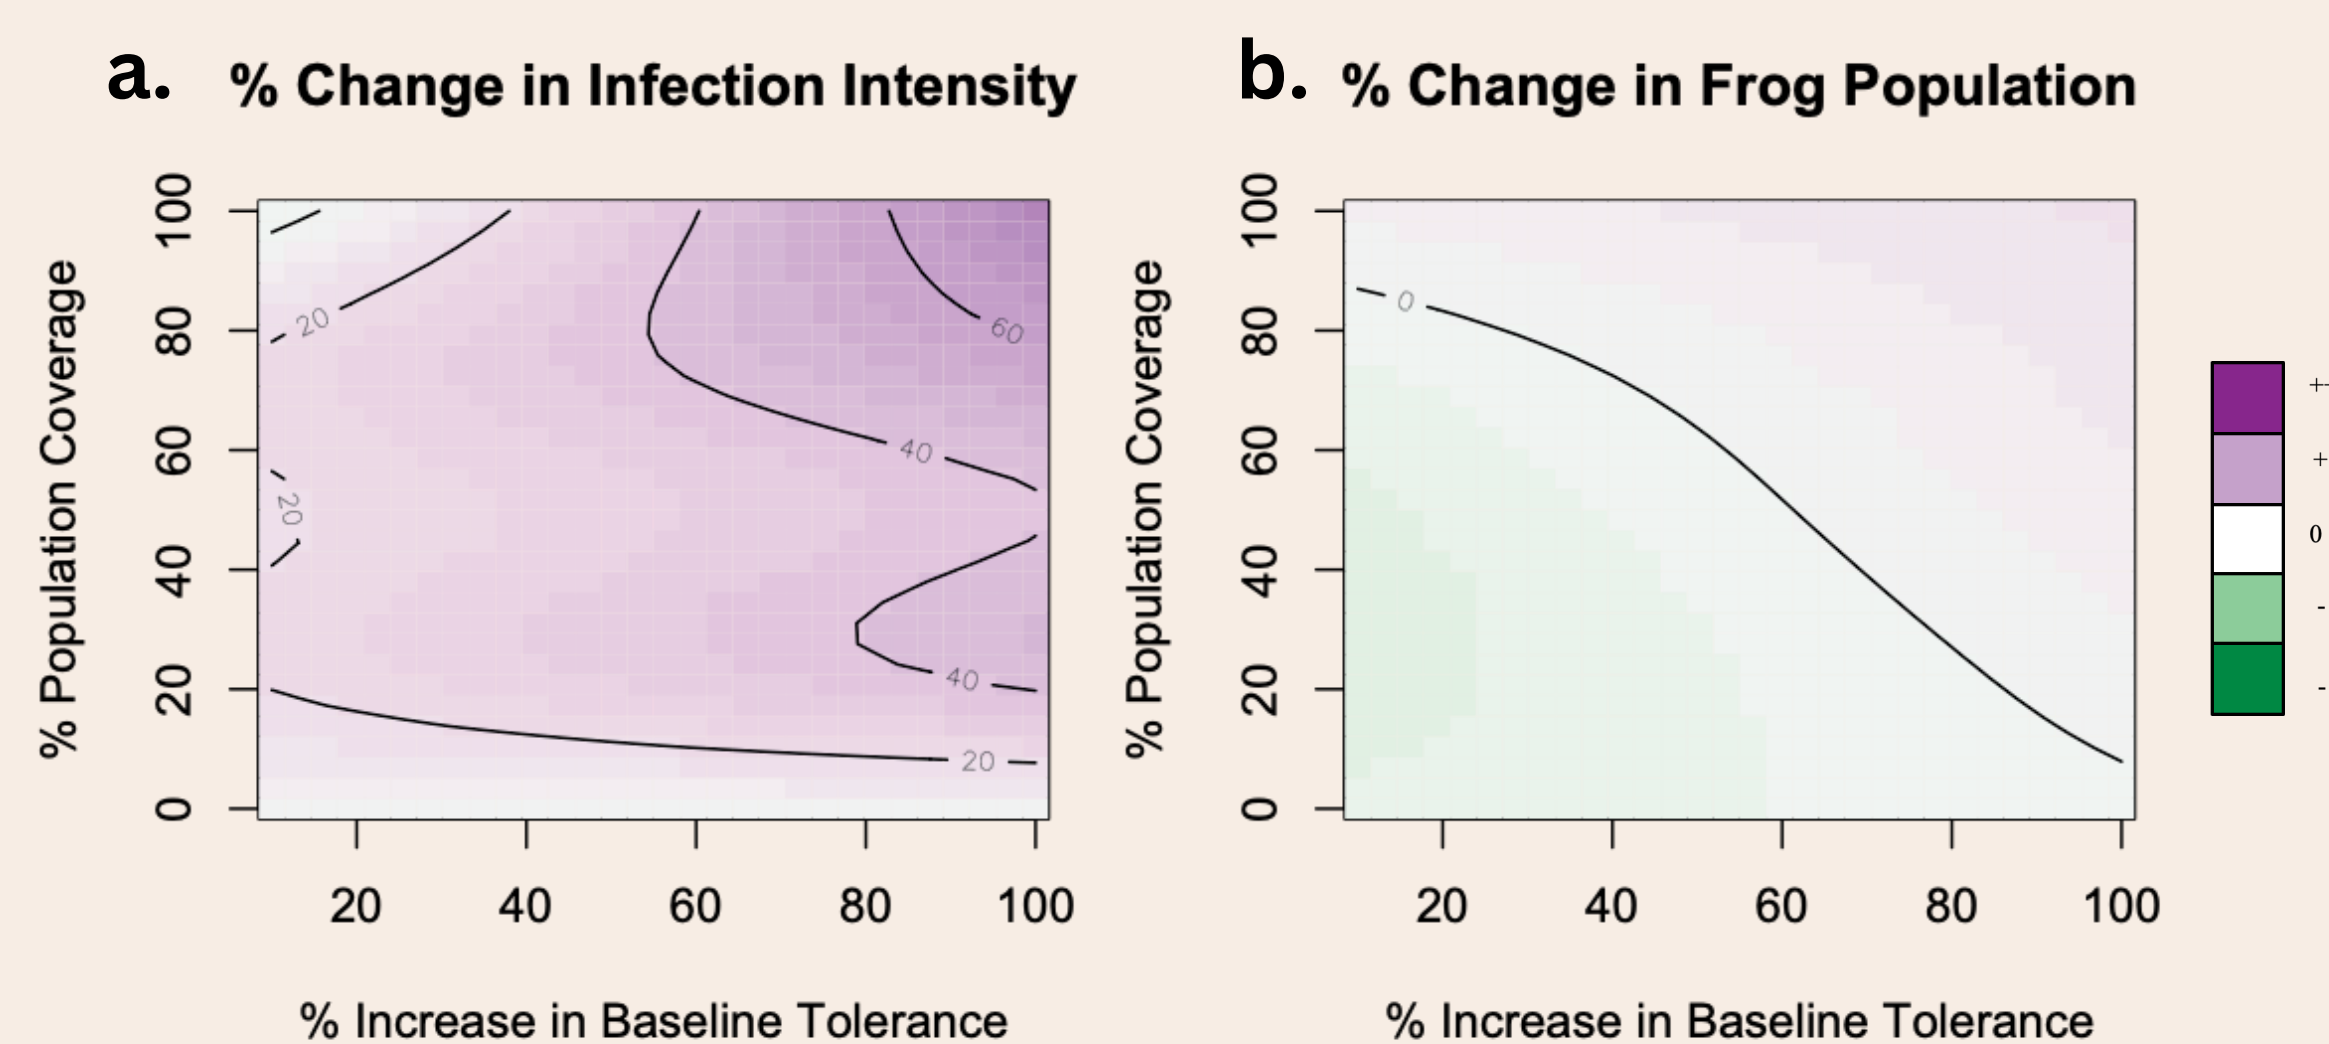 a. % Change in Infection Intensity
% Population Coverage
0 20 40 60 80 100
20
60
40
20
40
20
20 40 60 80 100
% Increase in Baseline Tolerance
b. % Change in Frog Population
% Population Coverage
0 20 40 60 80 100
0
20 40 60 80 100
% Increase in Baseline Tolerance
+
0
-
-